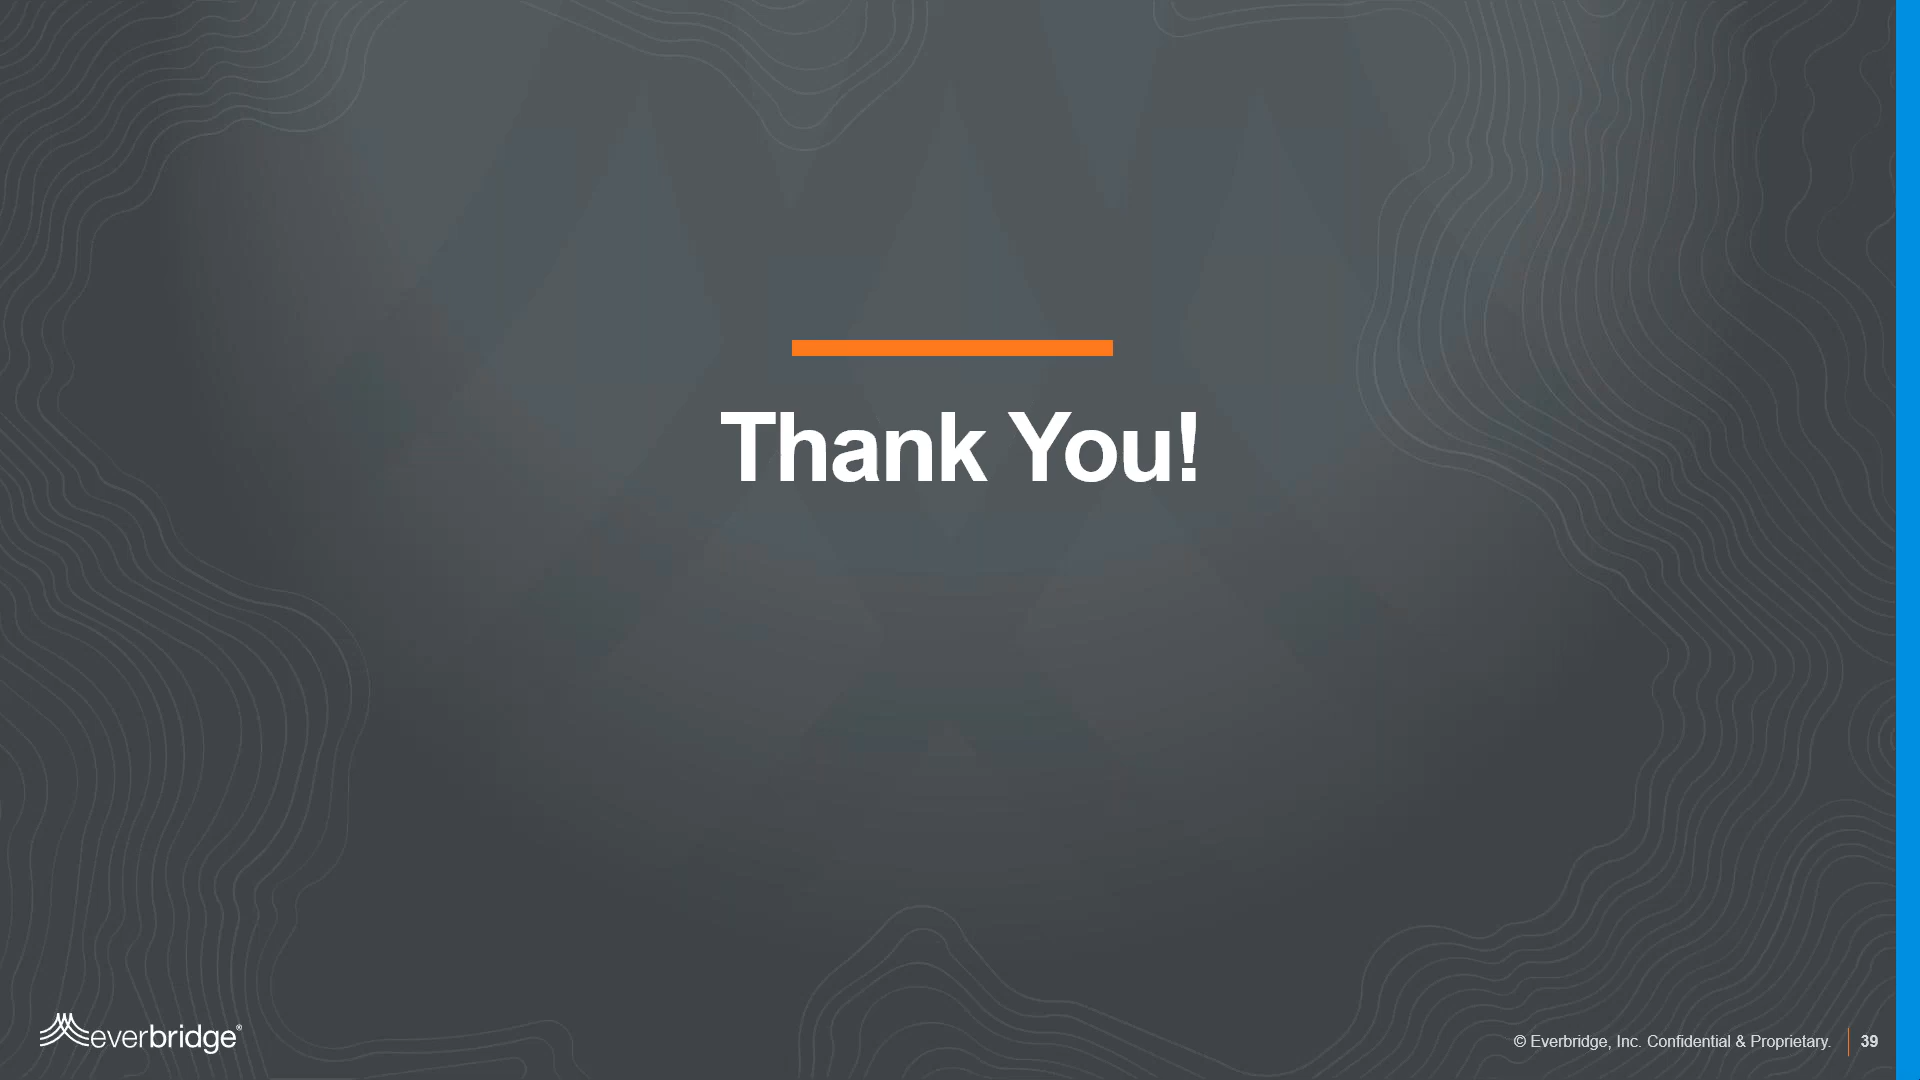 Thank You!
everbridge®
© Everbridge, Inc. Confidential & Proprietary. 39